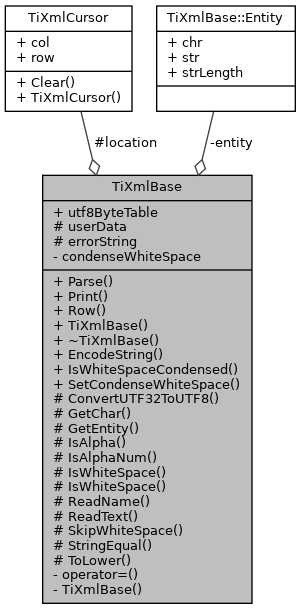 TiXmlCursor
+ col
+ row
+ Clear()
+ TiXmlCursor()
TiXmlBase::Entity
+ chr
+ str
+ strLength
#location
-entity
TiXmlBase
+ utf8ByteTable
# userData
# errorString
- condenseWhiteSpace
+ Parse()
+ Print()
+ Row()
+ TiXmlBase()
+ ~TiXmlBase()
+ EncodeString()
+ IsWhiteSpaceCondensed()
+ SetCondenseWhiteSpace()
# ConvertUTF32ToUTF8()
# GetChar()
# GetEntity()
# IsAlpha()
# IsAlphaNum()
# IsWhiteSpace()
# IsWhiteSpace()
# ReadName()
# ReadText()
# SkipWhiteSpace()
# StringEqual()
# ToLower()
- operator=()
- TiXmlBase()